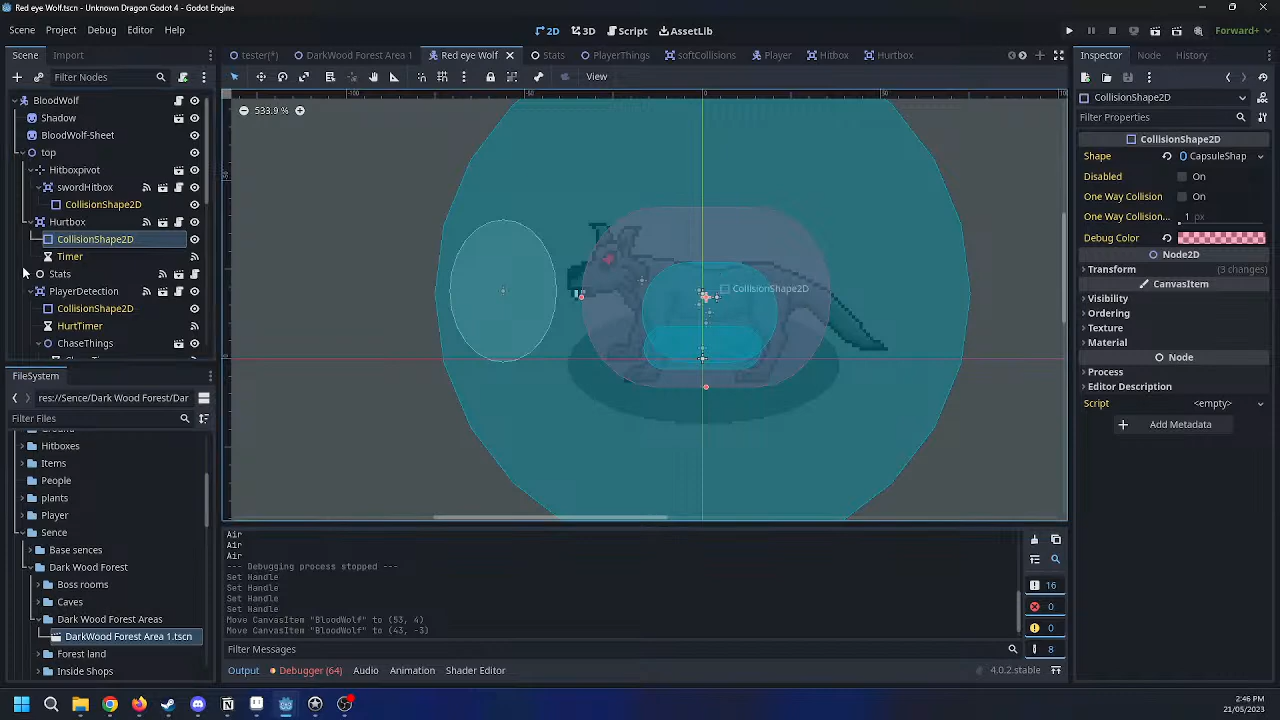 Red eye Wolf.tscn - Unknown Dragon Godot 4 - Godot Engine
Scene Project Debug Editor Help
2D 3D Script AssetLib
Forward+
Scene Import
tester(*) DarkWood Forest Area 1 Red eye Wolf Stats PlayerThings softCollisions Player Hitbox Hurtbox
Inspector Node History
Filter Nodes
View
BloodWolf
Shadow
BloodWolf-Sheet
top
Hitboxpivot
swordHitbox
CollisionShape2D
Hurtbox
CollisionShape2D
Timer
Stats
PlayerDetection
CollisionShape2D
HurtTimer
ChaseThings
-100 -50 0 50 100
533.9 %
CollisionShape2D
CollisionShape2D
Filter Properties
CollisionShape2D
Shape CapsuleShap
Disabled On
One Way Collision On
One Way Collision... 1 px
Debug Color
Node2D
Transform (3 changes)
CanvasItem
Visibility
Ordering
Texture
Material
Node
Process
Editor Description
Script <empty>
Add Metadata
FileSystem
res://Sence/Dark Wood Forest/Dar
Filter Files
Ground
Hitboxes
Items
People
plants
Player
Sence
Base sences
Dark Wood Forest
Boss rooms
Caves
Dark Wood Forest Areas
DarkWood Forest Area 1.tscn
Forest land
Inside Shops
Air
Air
Air
--- Debugging process stopped ---
Set Handle
Set Handle
Set Handle
Set Handle
Move CanvasItem "BloodWolf" to (53, 4)
Move CanvasItem "BloodWolf" to (43, -3)
16
0
0
8
Filter Messages
Output Debugger (64) Audio Animation Shader Editor
4.0.2.stable
2:46 PM
21/05/2023